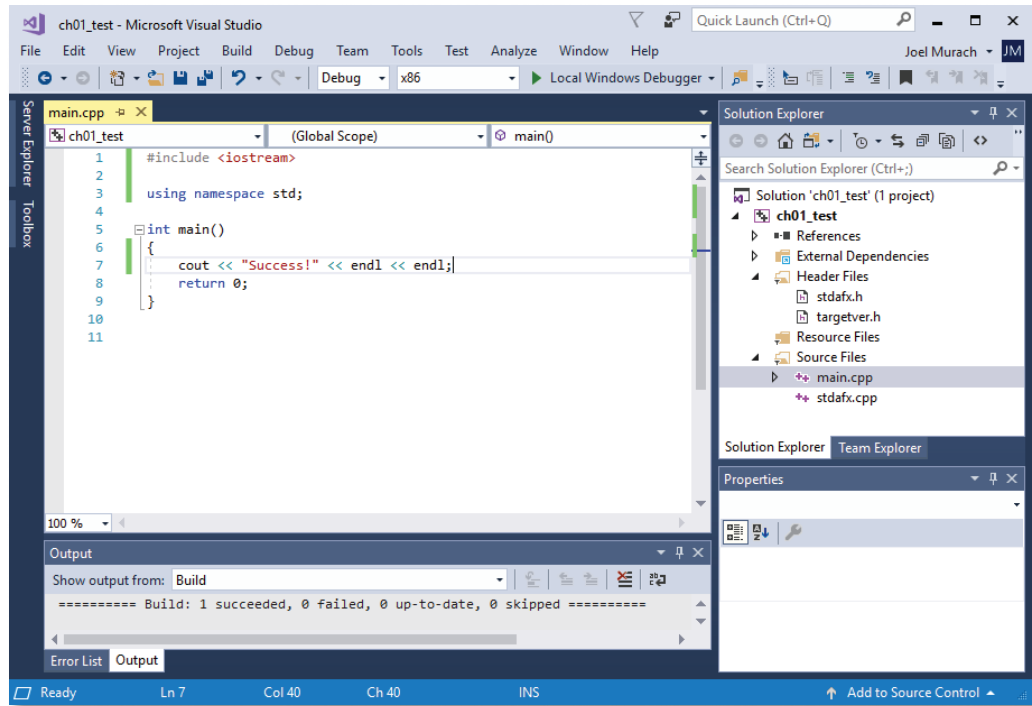 ch01_test - Microsoft Visual Studio
Quick Launch (Ctrl+Q)
File Edit View Project Build Debug Team Tools Test Analyze Window Help
Joel Murach JM
Debug x86 Local Windows Debugger
Server Explorer
Toolbox
main.cpp
ch01_test (Global Scope) main()
1 #include <iostream>
2
3 using namespace std;
4
5 int main()
6 {
7 cout << "Success!" << endl << endl;
8 return 0;
9 }
10
11
100 %
Output
Show output from: Build
========== Build: 1 succeeded, 0 failed, 0 up-to-date, 0 skipped ==========
Error List Output
Solution Explorer
Search Solution Explorer (Ctrl+;)
Solution 'ch01_test' (1 project)
ch01_test
References
External Dependencies
Header Files
stdafx.h
targetver.h
Resource Files
Source Files
main.cpp
stdafx.cpp
Solution Explorer Team Explorer
Properties
Ready Ln 7 Col 40 Ch 40 INS Add to Source Control